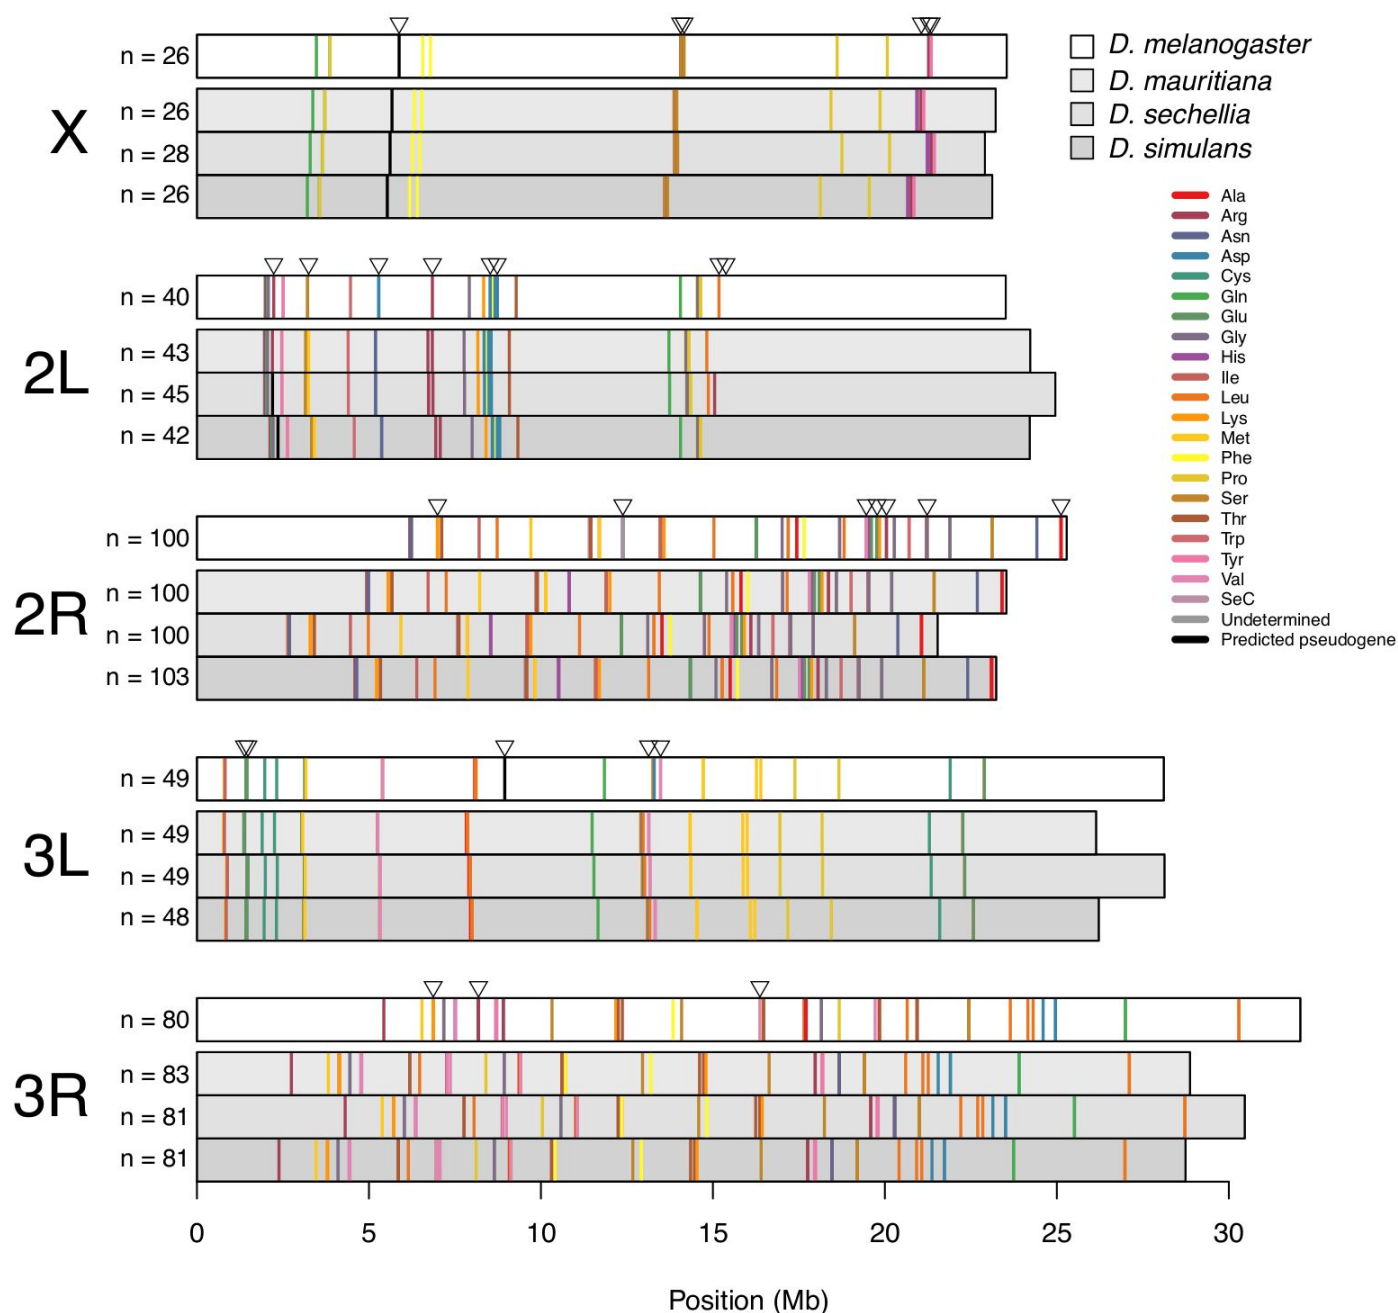 X
n = 26
n = 26
n = 28
n = 26
D. melanogaster
D. mauritiana
D. sechellia
D. simulans
Ala
Arg
Asn
Asp
Cys
Gln
Glu
Gly
His
Ile
Leu
Lys
Met
Phe
Pro
Ser
Thr
Trp
Tyr
Val
SeC
Undetermined
Predicted pseudogene
2L
n = 40
n = 43
n = 45
n = 42
2R
n = 100
n = 100
n = 100
n = 103
3L
n = 49
n = 49
n = 49
n = 48
3R
n = 80
n = 83
n = 81
n = 81
0 5 10 15 20 25 30
Position (Mb)